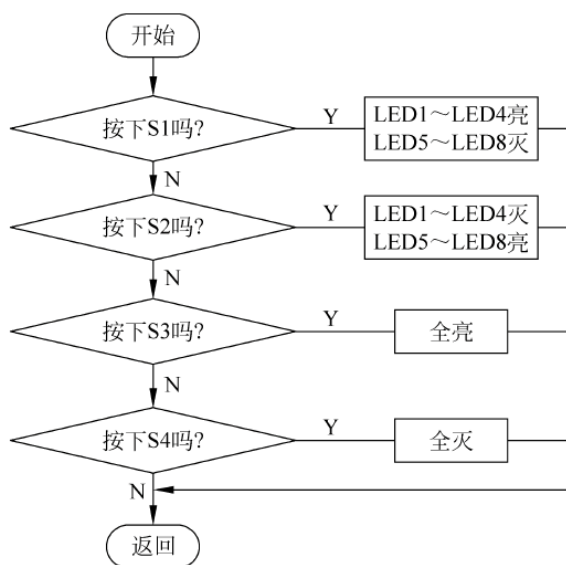 开始
按下S1吗?
Y
LED1～LED4亮
LED5～LED8灭
N
按下S2吗?
Y
LED1～LED4灭
LED5～LED8亮
N
按下S3吗?
Y
全亮
N
按下S4吗?
Y
全灭
N
返回